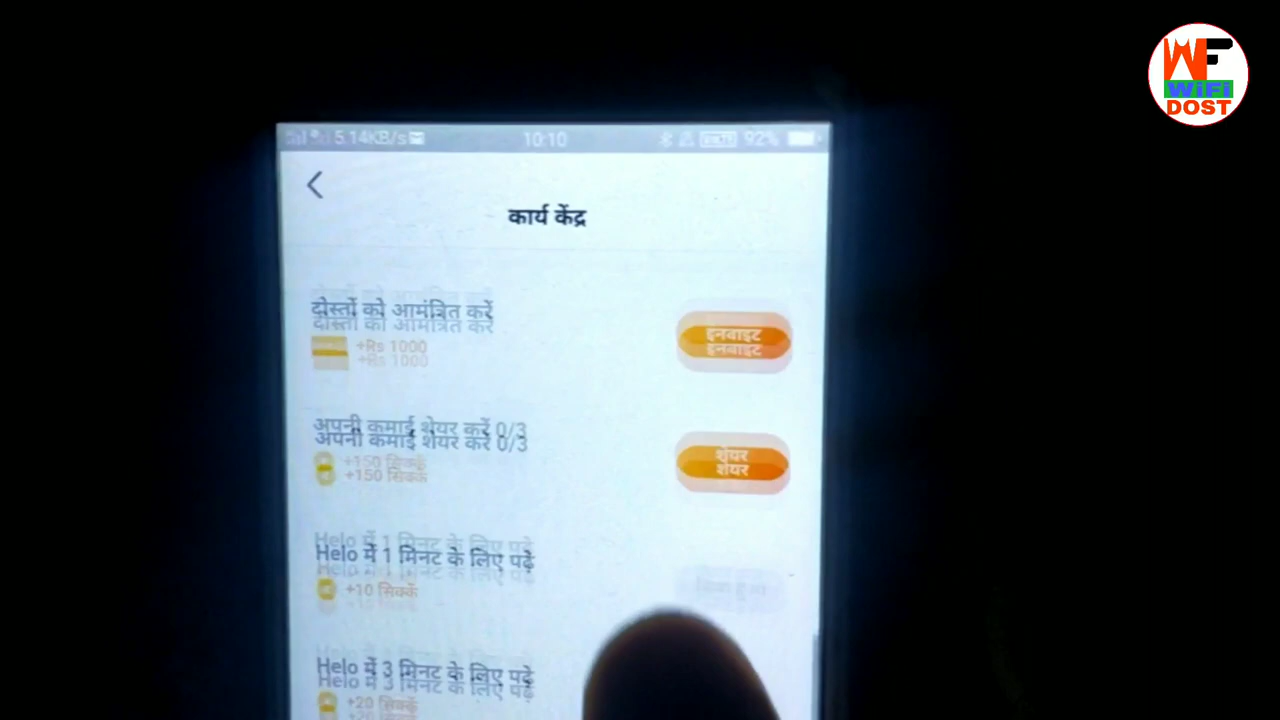 WF
WiFi
DOST
5.14KB/s
10:10
92%
कार्य केंद्र
दोस्तों को आमंत्रित करें
+Rs 1000
इनवाइट
अपनी कमाई शेयर करें 0/3
+150 सिक्कें
शेयर
Helo में 1 मिनट के लिए पढ़ें
+10 सिक्कें
Helo में 3 मिनट के लिए पढ़ें
+20 सिक्कें